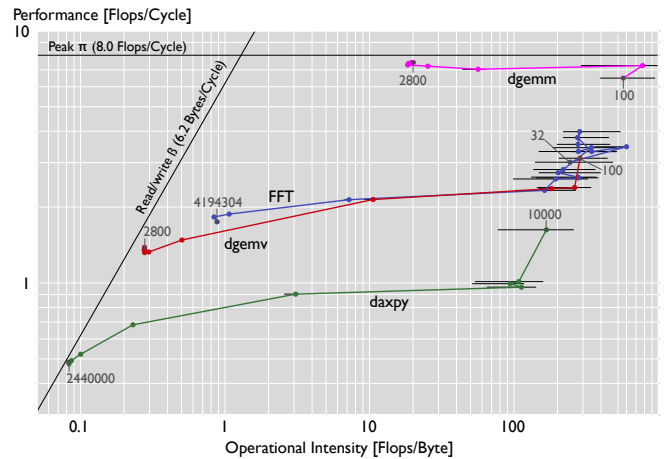 Performance [Flops/Cycle]
10
Peak π (8.0 Flops/Cycle)
Read/write ß (6.2 Bytes/Cycle)
2800
dgemm
100
32
100
4194304
FFT
2800
dgemv
10000
1
daxpy
2440000
0.1
1
10
100
Operational Intensity [Flops/Byte]